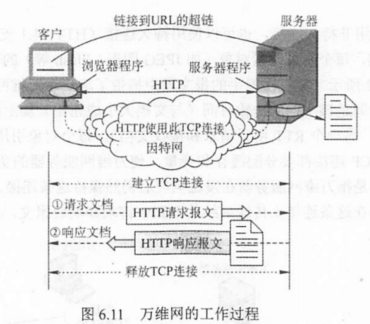 链接到URL的超链
客户
服务器
浏览器程序
服务器程序
HTTP
HTTP使用此TCP连接
因特网
建立TCP连接
①请求文档
HTTP请求报文
②响应文档
HTTP响应报文
释放TCP连接
图 6.11 万维网的工作过程